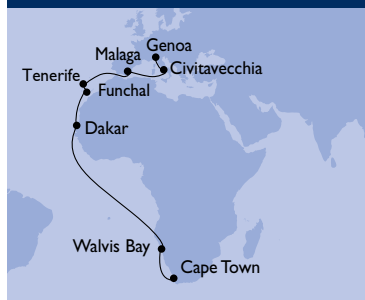 Genoa
Malaga
Civitavecchia
Tenerife
Funchal
Dakar
Walvis Bay
Cape Town